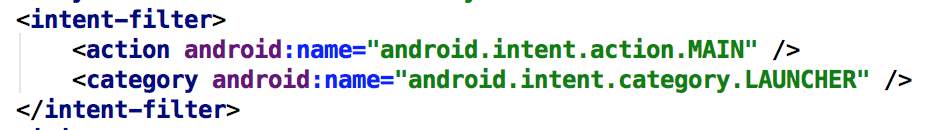 <intent-filter>
<action android:name="android.intent.action.MAIN" />
<category android:name="android.intent.category.LAUNCHER" />
</intent-filter>